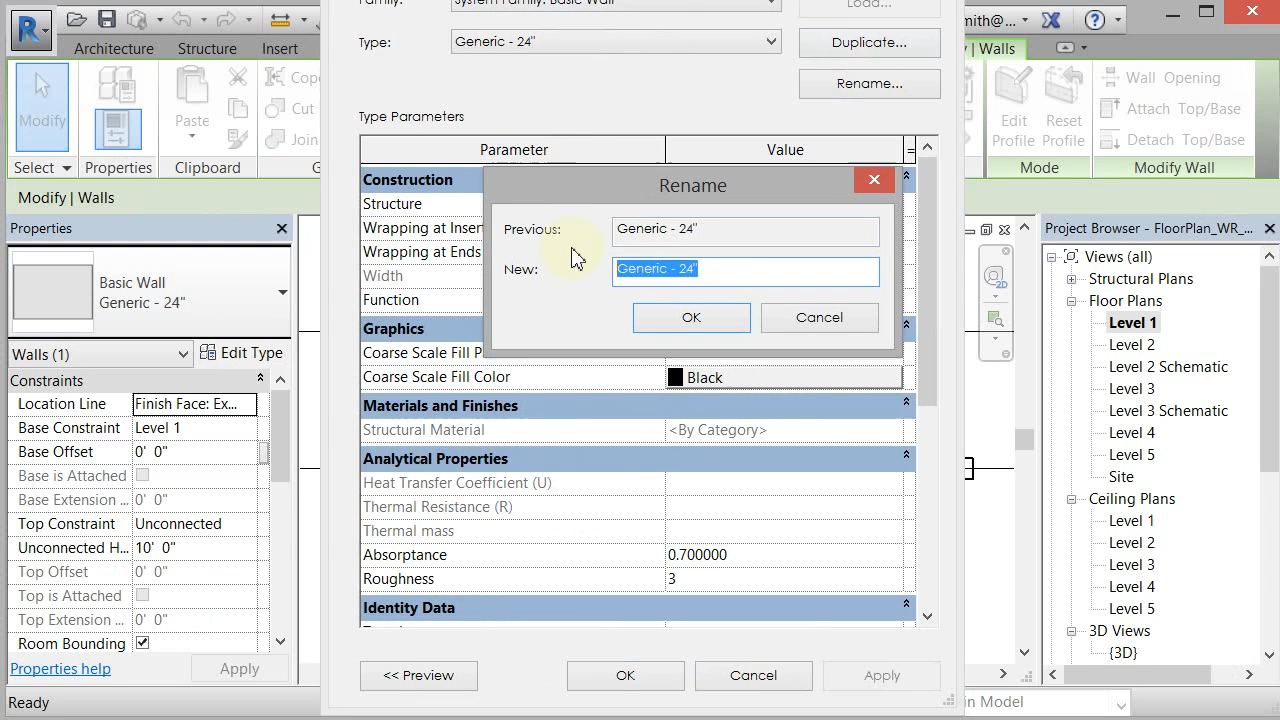 Family:
System Family: Basic Wall
Load...
Type:
Generic - 24"
Duplicate...
Rename...
Type Parameters
Parameter
Value
=
Construction
Structure
Wrapping at Inser
Wrapping at Ends
Width
Function
Graphics
Coarse Scale Fill P
Coarse Scale Fill Color
Black
Materials and Finishes
Structural Material
<By Category>
Analytical Properties
Heat Transfer Coefficient (U)
Thermal Resistance (R)
Thermal mass
Absorptance
0.700000
Roughness
3
Identity Data
<< Preview
OK
Cancel
Apply
Rename
Previous:
Generic - 24"
New:
Generic - 24"
OK
Cancel
Architecture
Structure
Insert
Modify
Select
Properties
Paste
Cope
Cut
Join
G
Modify | Walls
Properties
Basic Wall
Generic - 24"
Walls (1)
Edit Type
Constraints
Location Line
Finish Face: Ex...
Base Constraint
Level 1
Base Offset
0' 0"
Base is Attached
Base Extension ...
0' 0"
Top Constraint
Unconnected
Unconnected H...
10' 0"
Top Offset
0' 0"
Top is Attached
Top Extension ...
0' 0"
Room Bounding
Properties help
Apply
Ready
mith@...
| Walls
Edit
Profile
Reset
Profile
Mode
Wall Opening
Attach Top/Base
Detach Top/Base
Modify Wall
2D
Project Browser - FloorPlan_WR_...
Views (all)
Structural Plans
Floor Plans
Level 1
Level 2
Level 2 Schematic
Level 3
Level 3 Schematic
Level 4
Level 5
Site
Ceiling Plans
Level 1
Level 2
Level 3
Level 4
Level 5
3D Views
{3D}
in Model